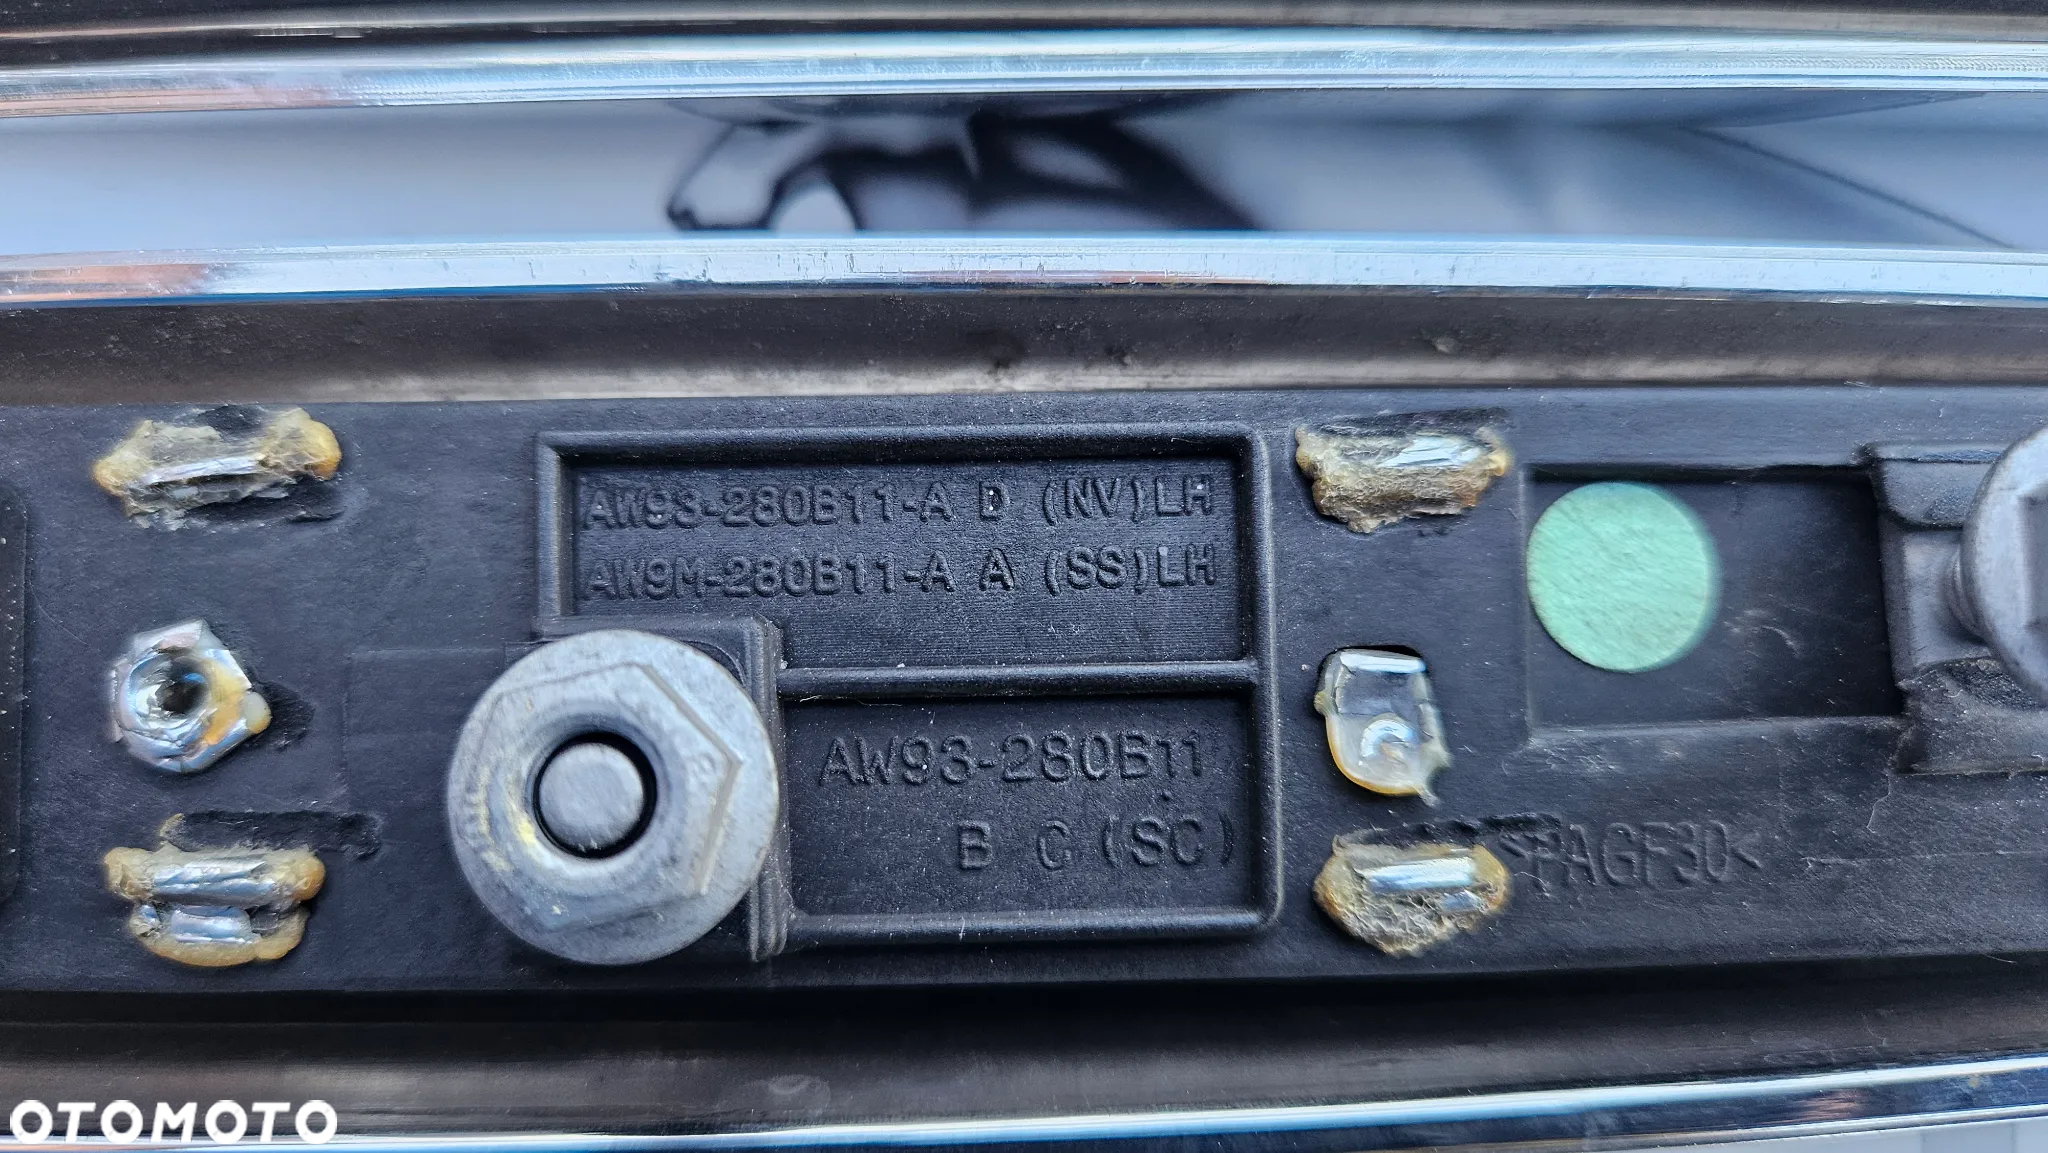 AW93-280B11-A D (NV)LH
AW9M-280B11-A A (SS)LH
AW93-280B11
B C (SC)
>PAGF30<
OTOMOTO